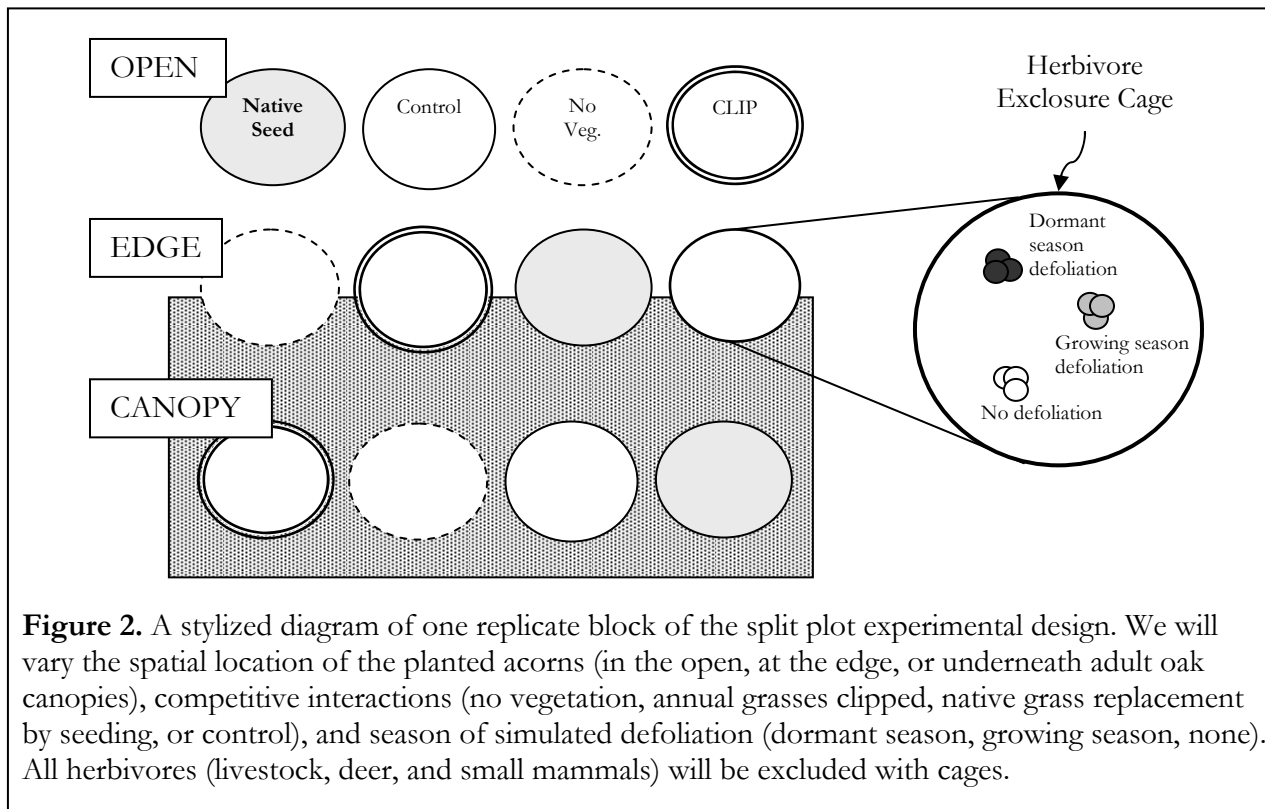 OPEN
Native
Seed
Control
No
Veg.
CLIP
Herbivore
Exclosure Cage
EDGE
Dormant
season
defoliation
Growing season
defoliation
No defoliation
CANOPY
Figure 2. A stylized diagram of one replicate block of the split plot experimental design. We will
vary the spatial location of the planted acorns (in the open, at the edge, or underneath adult oak
canopies), competitive interactions (no vegetation, annual grasses clipped, native grass replacement
by seeding, or control), and season of simulated defoliation (dormant season, growing season, none).
All herbivores (livestock, deer, and small mammals) will be excluded with cages.